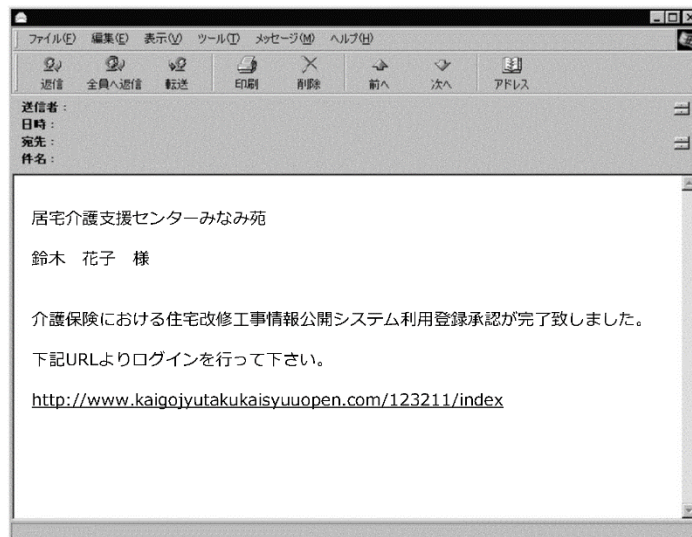 ファイル(F) 編集(E) 表示(V) ツール(T) メッセージ(M) ヘルプ(H)
返信 全員へ返信 転送 印刷 削除 前へ 次へ アドレス
送信者：
日時：
宛先：
件名：
居宅介護支援センターみなみ苑
鈴木　花子　様
介護保険における住宅改修工事情報公開システム利用登録承認が完了致しました。
下記URLよりログインを行って下さい。
http://www.kaigojyutakukaisyuuopen.com/123211/index